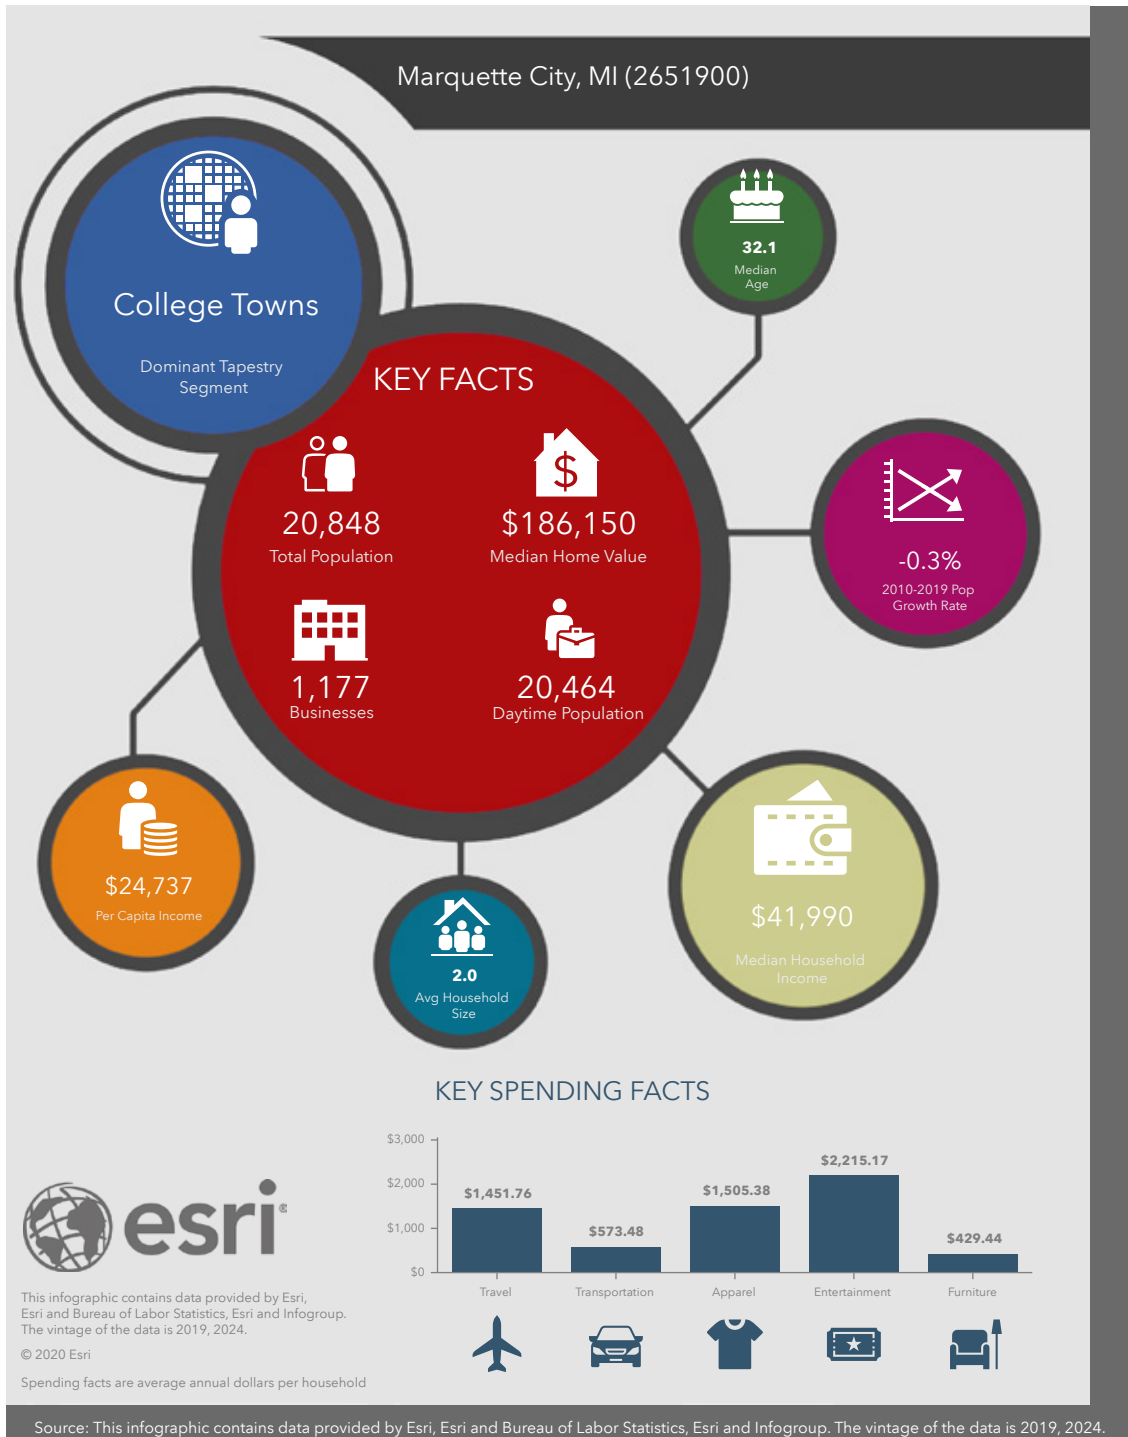 Marquette City, MI (2651900)
College Towns
Dominant Tapestry
Segment
32.1
Median
Age
KEY FACTS
20,848
Total Population
$186,150
Median Home Value
1,177
Businesses
20,464
Daytime Population
-0.3%
2010-2019 Pop
Growth Rate
$24,737
Per Capita Income
2.0
Avg Household
Size
$41,990
Median Household
Income
KEY SPENDING FACTS
$3,000
$2,000
$1,000
$0
$1,451.76
$573.48
$1,505.38
$2,215.17
$429.44
Travel
Transportation
Apparel
Entertainment
Furniture
esri®
This infographic contains data provided by Esri,
Esri and Bureau of Labor Statistics, Esri and Infogroup.
The vintage of the data is 2019, 2024.
© 2020 Esri
Spending facts are average annual dollars per household
Source: This infographic contains data provided by Esri, Esri and Bureau of Labor Statistics, Esri and Infogroup. The vintage of the data is 2019, 2024.